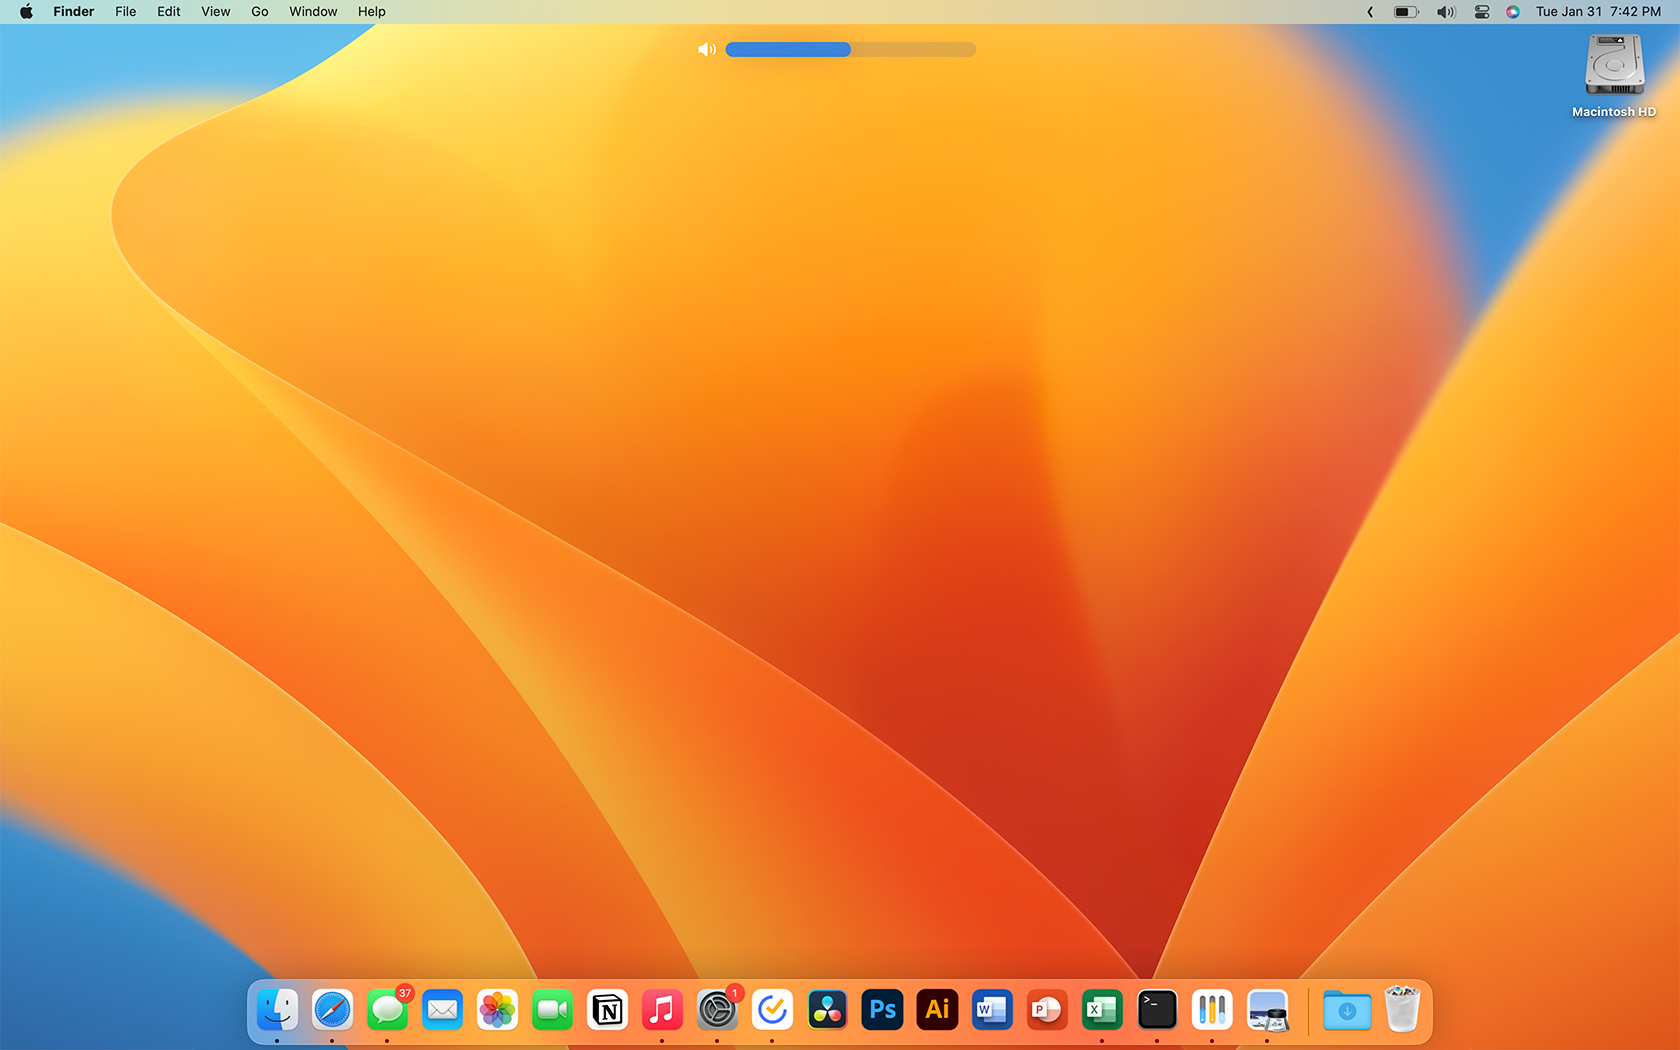 Finder File Edit View Go Window Help
Tue Jan 31 7:42 PM
Macintosh HD
37
1
N
Ps
Ai
W
P
X
>_